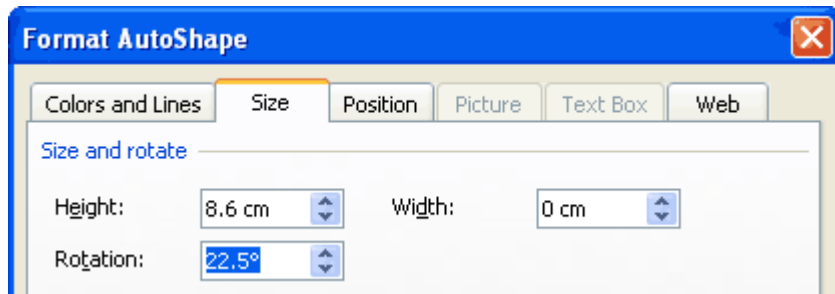 Format AutoShape
Colors and Lines Size Position Picture Text Box Web
Size and rotate
Height: 8.6 cm Width: 0 cm
Rotation: 22.5°